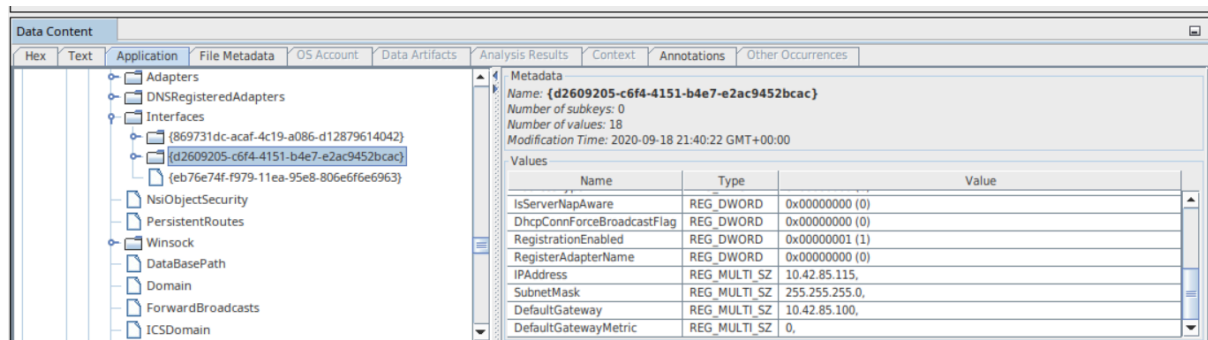 Data Content
Hex Text Application File Metadata OS Account Data Artifacts Analysis Results Context Annotations Other Occurrences
Adapters
DNSRegisteredAdapters
Interfaces
{869731dc-acaf-4c19-a086-d12879614042}
{d2609205-c6f4-4151-b4e7-e2ac9452bcac}
{eb76e74f-f979-11ea-95e8-806e6f6e6963}
NsiObjectSecurity
PersistentRoutes
Winsock
DataBasePath
Domain
ForwardBroadcasts
ICSDomain
Metadata
Name: {d2609205-c6f4-4151-b4e7-e2ac9452bcac}
Number of subkeys: 0
Number of values: 18
Modification Time: 2020-09-18 21:40:22 GMT+00:00
Values
Name Type Value
IsServerNapAware REG_DWORD 0x00000000 (0)
DhcpConnForceBroadcastFlag REG_DWORD 0x00000000 (0)
RegistrationEnabled REG_DWORD 0x00000001 (1)
RegisterAdapterName REG_DWORD 0x00000000 (0)
IPAddress REG_MULTI_SZ 10.42.85.115,
SubnetMask REG_MULTI_SZ 255.255.255.0,
DefaultGateway REG_MULTI_SZ 10.42.85.100,
DefaultGatewayMetric REG_MULTI_SZ 0,